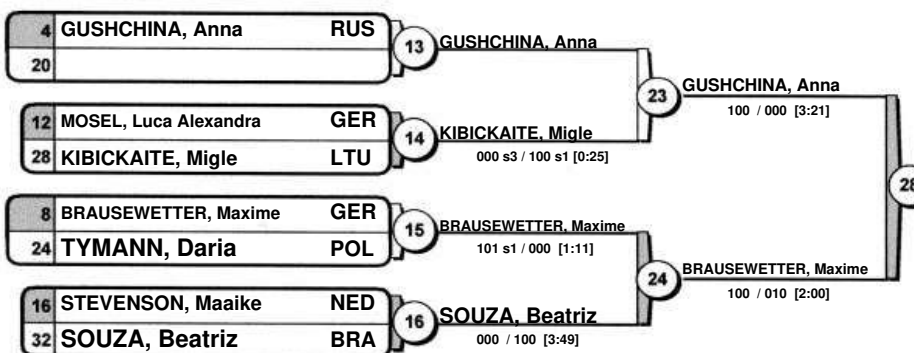 4 GUSHCHINA, Anna RUS
20
13 GUSHCHINA, Anna
12 MOSEL, Luca Alexandra GER
28 KIBICKAITE, Migle LTU
14 KIBICKAITE, Migle
000 s3 / 100 s1 [0:25]
23 GUSHCHINA, Anna
100 / 000 [3:21]
8 BRAUSEWETTER, Maxime GER
24 TYMANN, Daria POL
15 BRAUSEWETTER, Maxime
101 s1 / 000 [1:11]
16 STEVENSON, Maaike NED
32 SOUZA, Beatriz BRA
16 SOUZA, Beatriz
000 / 100 [3:49]
24 BRAUSEWETTER, Maxime
100 / 010 [2:00]
28